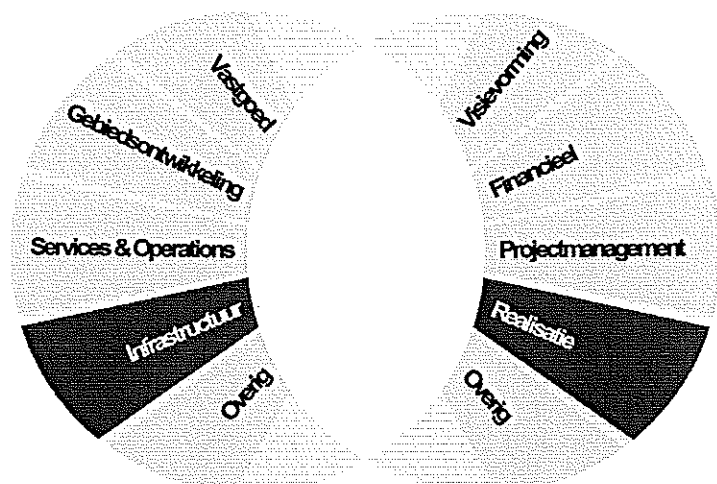 Vastgoed
Gebiedsontwikkeling
Services & Operations
Infrastructuur
Overig
Visievorming
Financieel
Projectmanagement
Realisatie
Overig